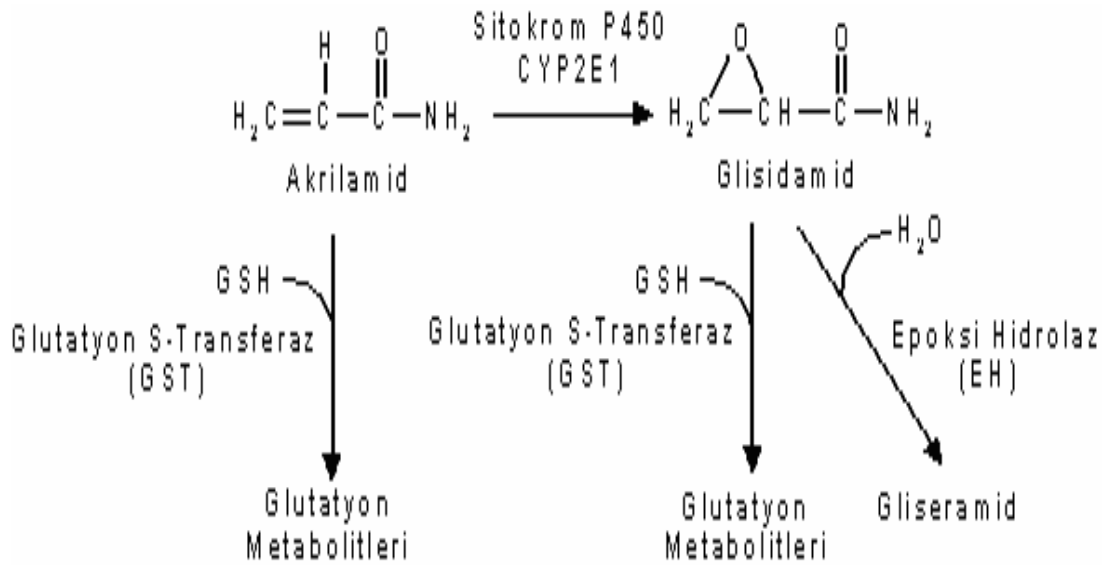 Sitokrom P450
CYP2E1
H O
H₂C=C—C—NH₂
O O
H₂C—CH—C—NH₂
Akrilamid
Glisidamid
GSH
Glutatyon S-Transferaz
(GST)
GSH
Glutatyon S-Transferaz
(GST)
H₂O
Epoksi Hidrolaz
(EH)
Glutatyon
Metabolitleri
Glutatyon
Metabolitleri
Gliseramid